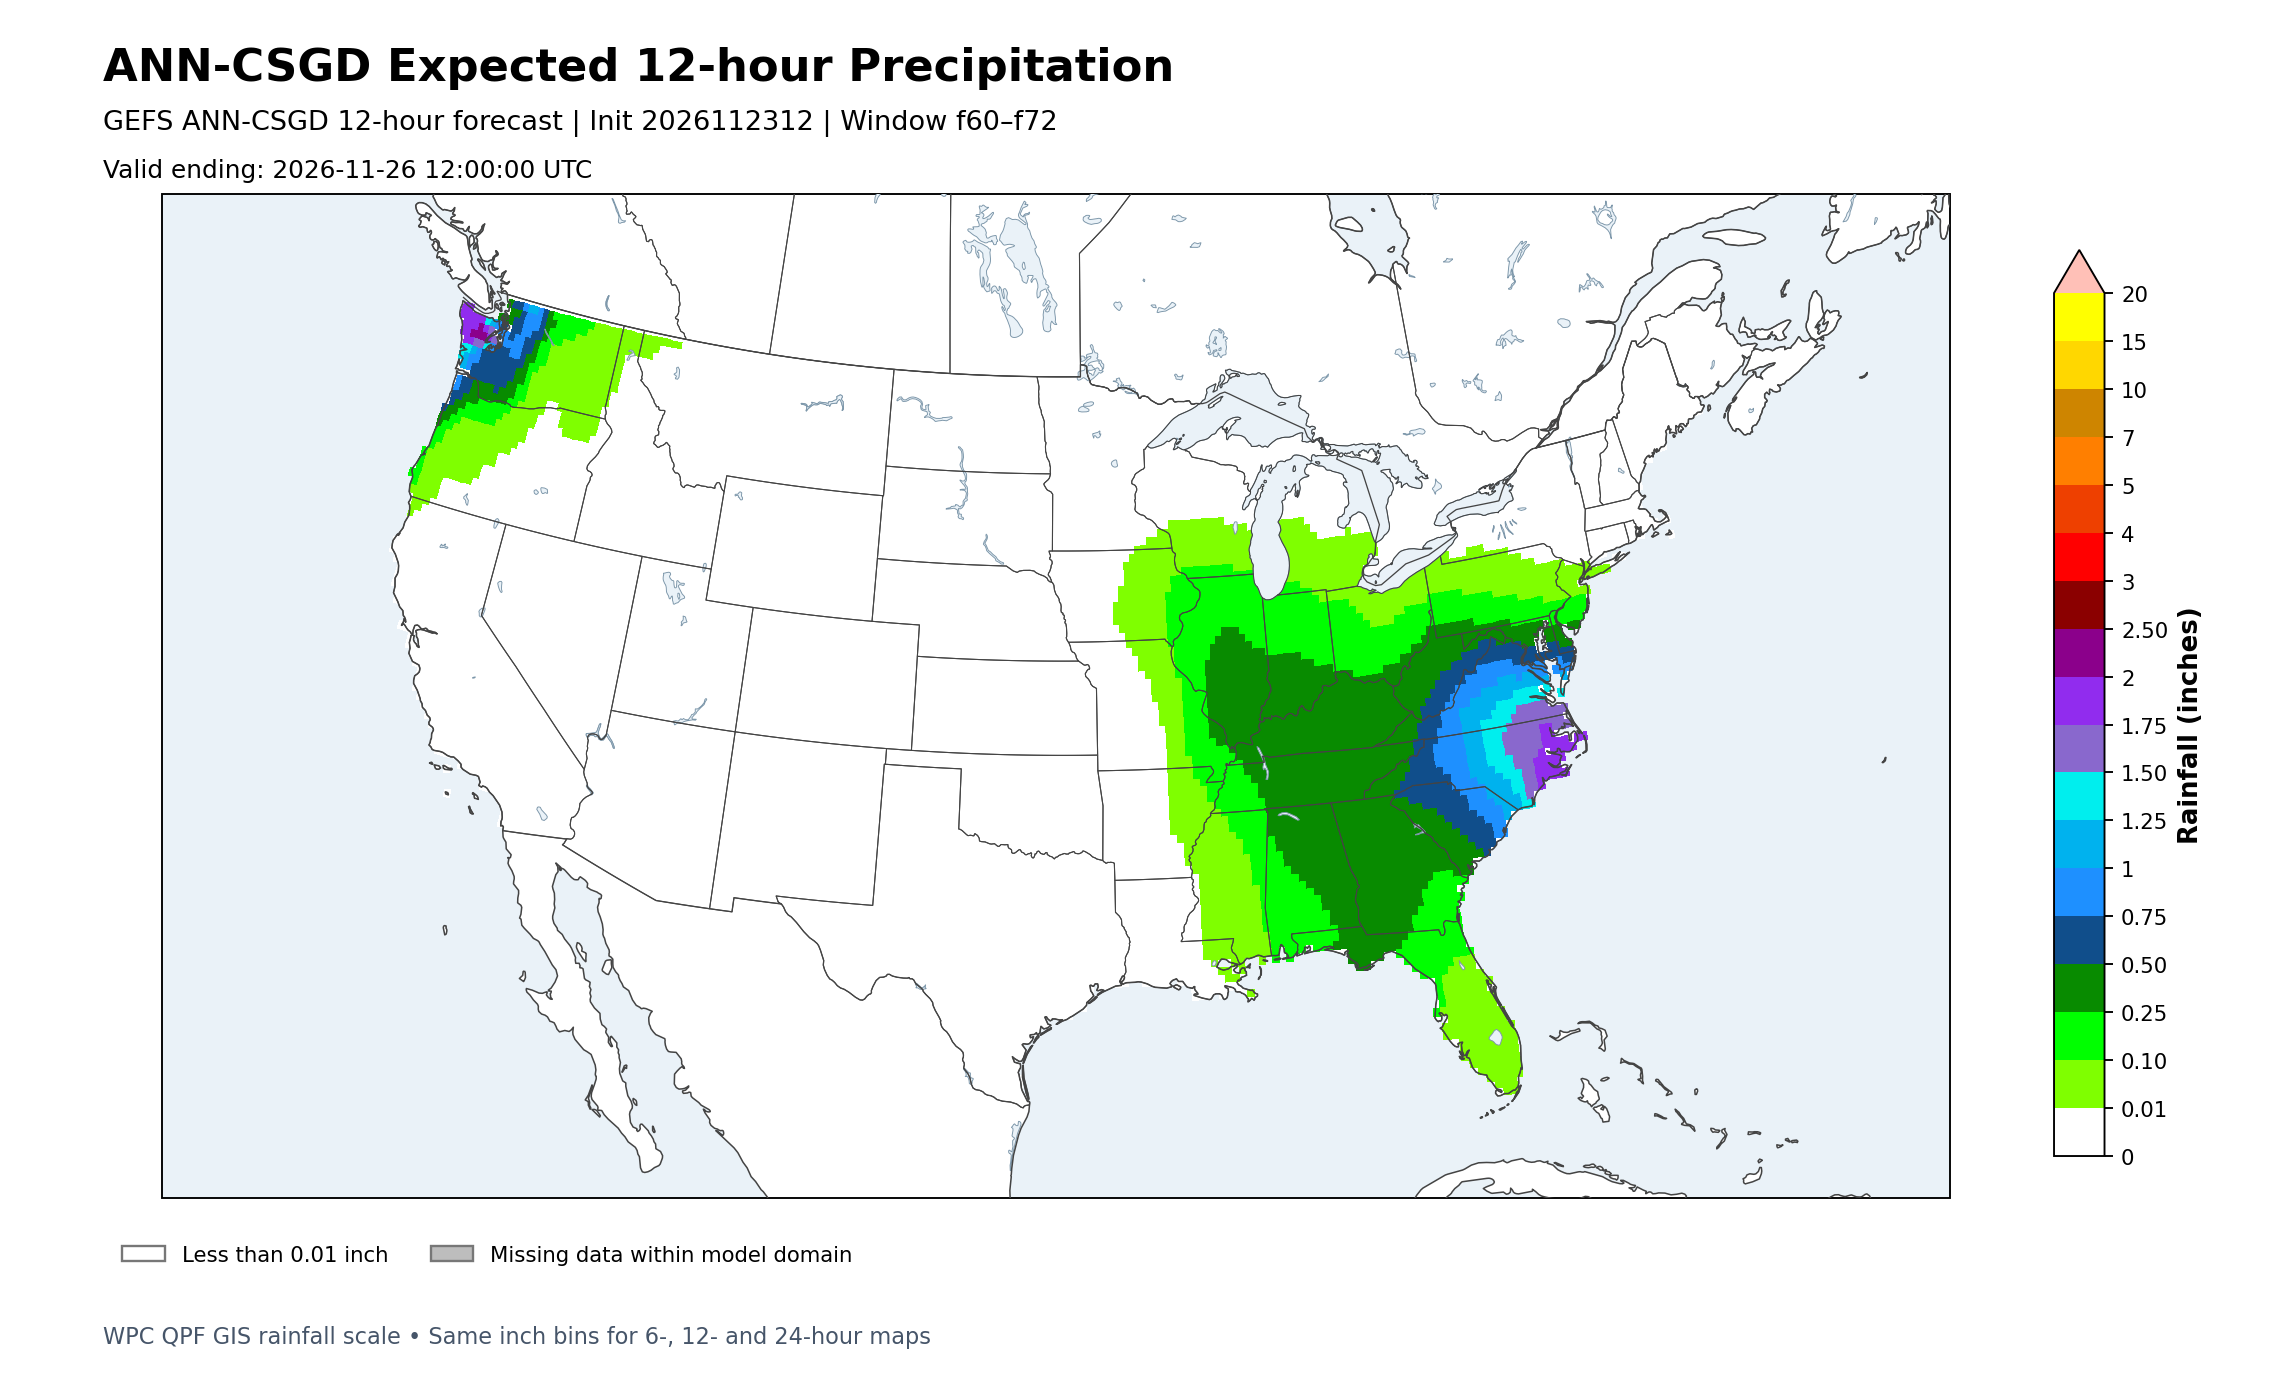 ANN-CSGD Expected 12-hour Precipitation
GEFS ANN-CSGD 12-hour forecast | Init 2026112312 | Window f60–f72
Valid ending: 2026-11-26 12:00:00 UTC
20
15
10
7
5
4
3
2.50
2
1.75
1.50
1.25
1
0.75
0.50
0.25
0.10
0.01
0
Rainfall (inches)
Less than 0.01 inch
Missing data within model domain
WPC QPF GIS rainfall scale • Same inch bins for 6-, 12- and 24-hour maps